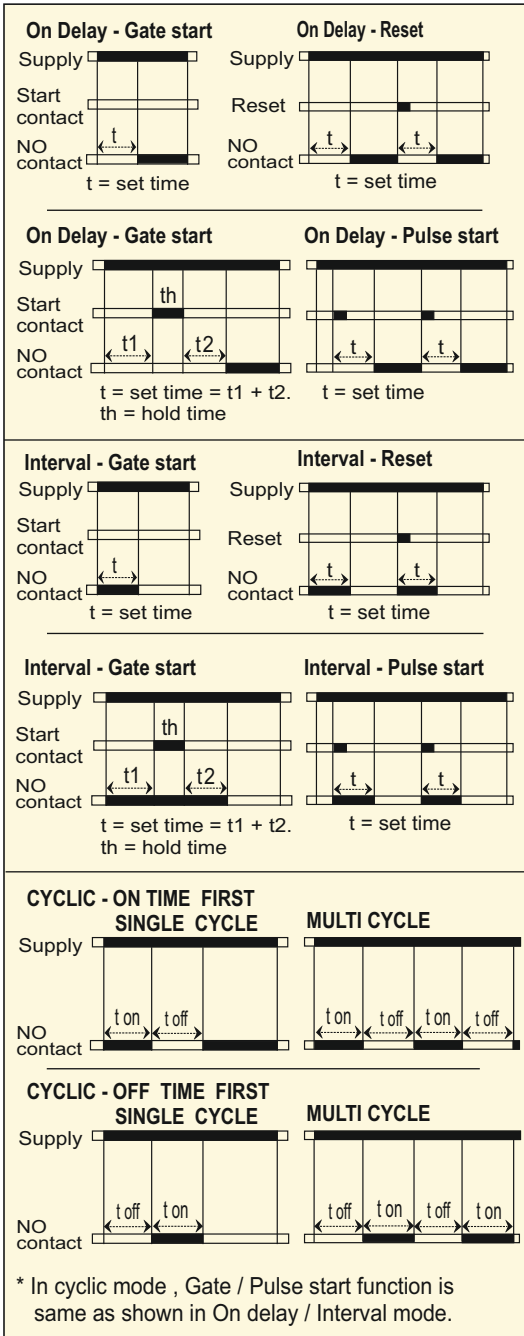 On Delay - Gate start
Supply
Start
contact
t
NO
contact
t = set time
On Delay - Reset
Supply
Reset
t t
NO
contact
t = set time
On Delay - Gate start
Supply
th
Start
contact
t1 t2
NO
contact
t = set time = t1 + t2.
th = hold time
On Delay - Pulse start
t t
t = set time
Interval - Gate start
Supply
Start
contact
t
NO
contact
t = set time
Interval - Reset
Supply
Reset
t t
NO
contact
t = set time
Interval - Gate start
Supply
th
Start
contact
t1 t2
NO
contact
t = set time = t1 + t2.
th = hold time
Interval - Pulse start
t t
t = set time
CYCLIC - ON TIME FIRST
SINGLE CYCLE
Supply
t on t off
NO
contact
MULTI CYCLE
t on t off t on t off
CYCLIC - OFF TIME FIRST
SINGLE CYCLE
Supply
t off t on
NO
contact
MULTI CYCLE
t off t on t off t on
* In cyclic mode , Gate / Pulse start function is
same as shown in On delay / Interval mode.